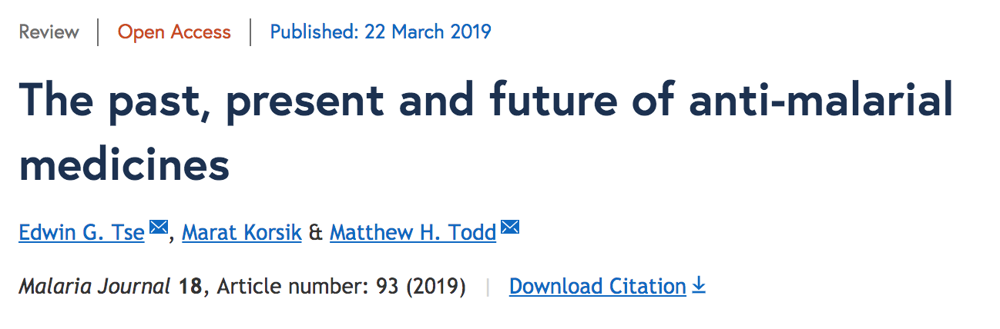 Review | Open Access | Published: 22 March 2019
The past, present and future of anti-malarial
medicines
Edwin G. Tse, Marat Korsik & Matthew H. Todd
Malaria Journal 18, Article number: 93 (2019) | Download Citation